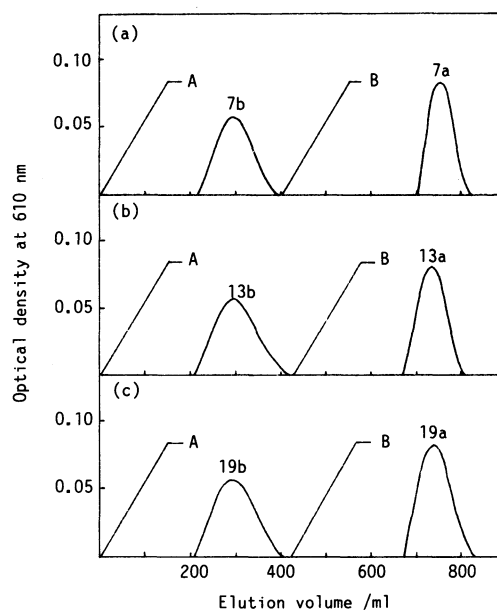 (a)
A
7b
B
7a
0.10
0.05
(b)
A
13b
B
13a
0.10
0.05
(c)
A
19b
B
19a
0.10
0.05
Optical density at 610 nm
200 400 600 800
Elution volume /ml